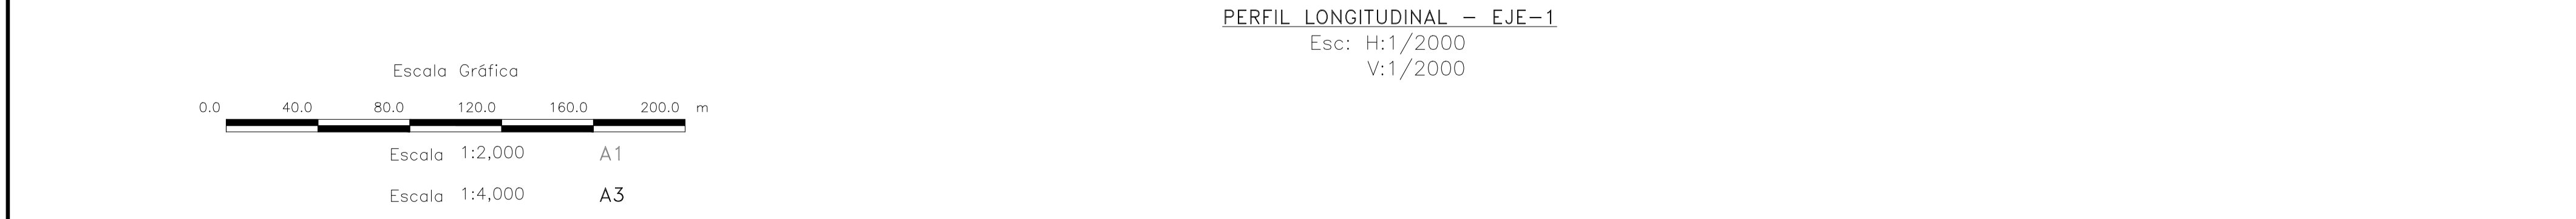 PERFIL LONGITUDINAL - EJE-1
Esc: H:1/2000
V:1/2000
Escala Gráfica
0.0 40.0 80.0 120.0 160.0 200.0 m
Escala 1:2,000 A1
Escala 1:4,000 A3